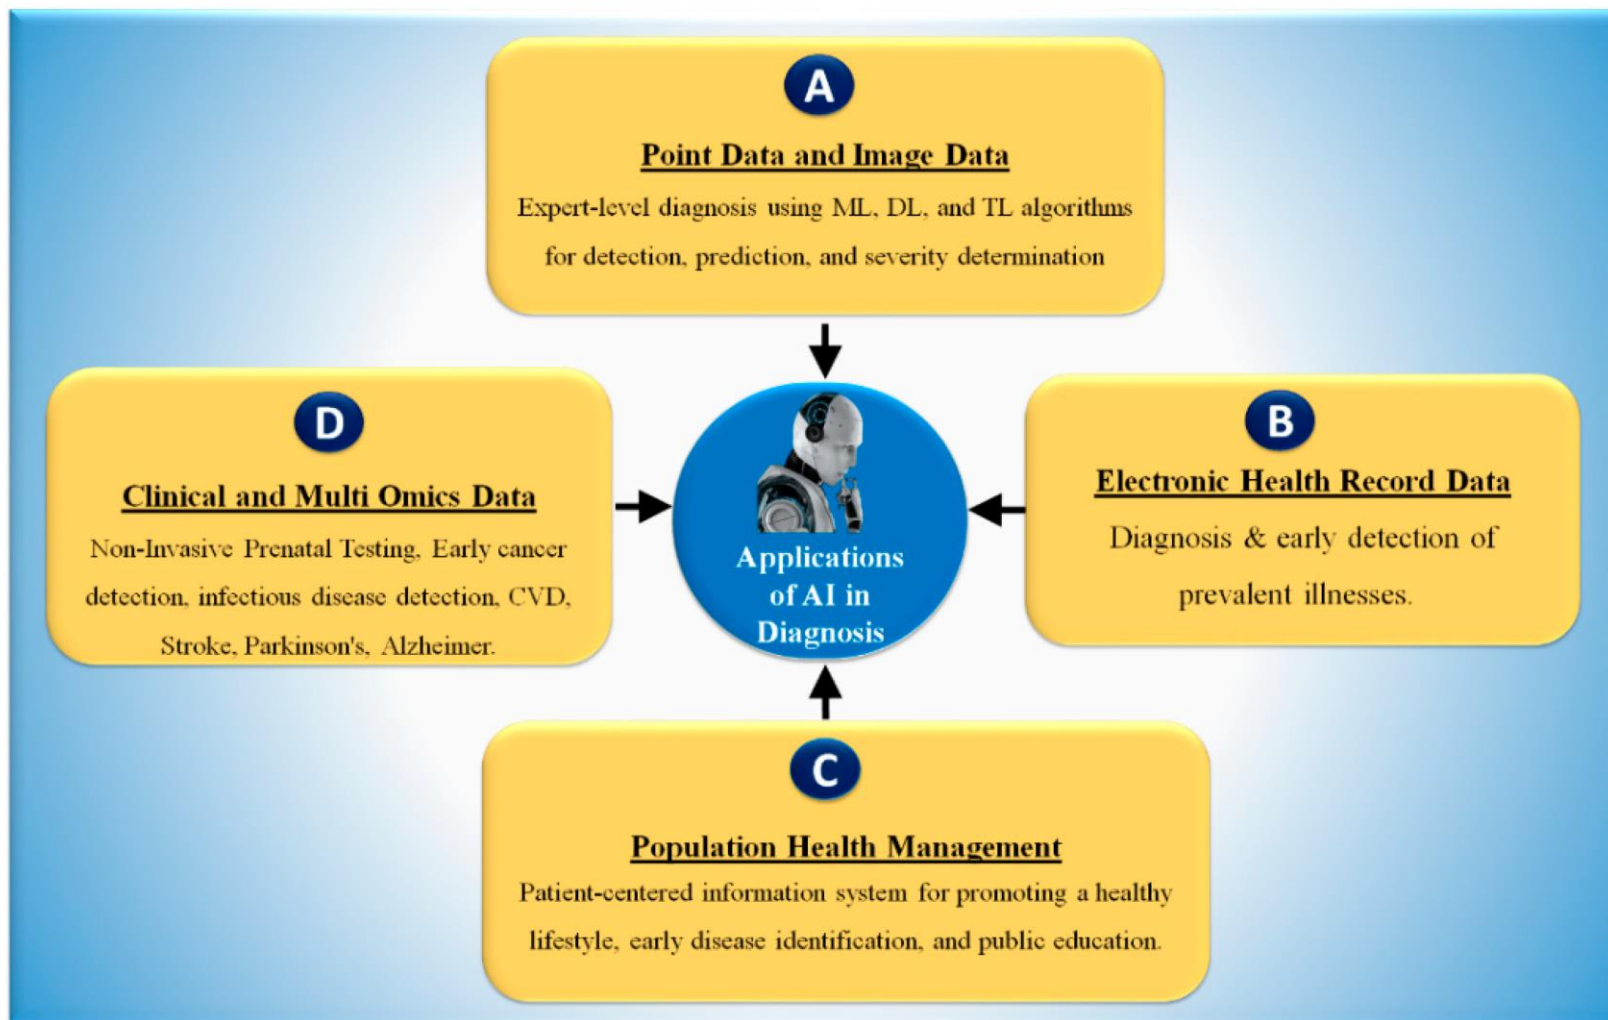 A
Point Data and Image Data
Expert-level diagnosis using ML, DL, and TL algorithms
for detection, prediction, and severity determination
B
Electronic Health Record Data
Diagnosis & early detection of
prevalent illnesses.
C
Population Health Management
Patient-centered information system for promoting a healthy
lifestyle, early disease identification, and public education.
D
Clinical and Multi Omics Data
Non-Invasive Prenatal Testing, Early cancer
detection, infectious disease detection, CVD,
Stroke, Parkinson's, Alzheimer.
Applications
of AI in
Diagnosis